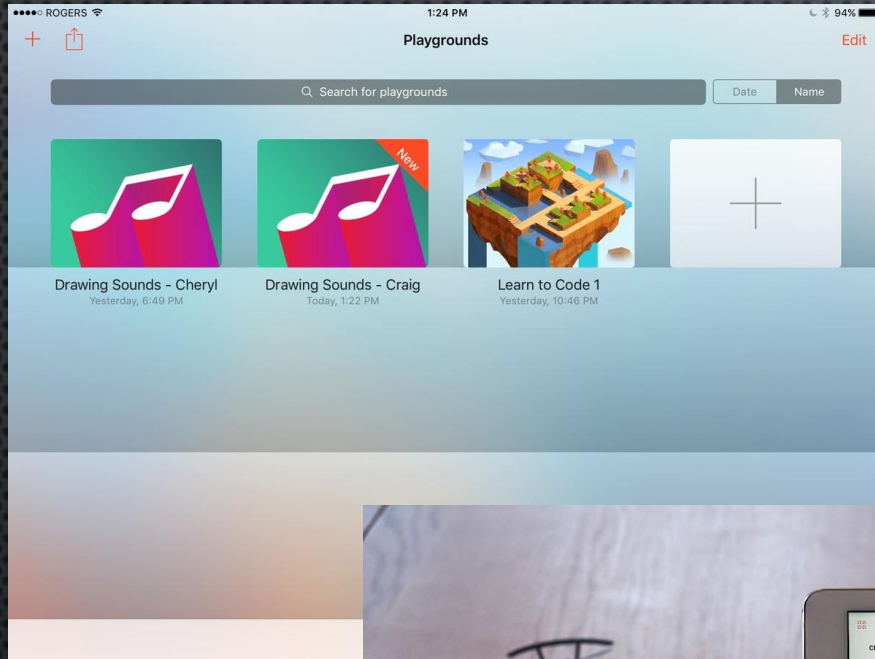 ROGERS 1:24 PM 94%
Playgrounds Edit
Search for playgrounds Date Name
New
Drawing Sounds - Cheryl Drawing Sounds - Craig Learn to Code 1
Yesterday, 6:49 PM Today, 1:22 PM Yesterday, 10:46 PM